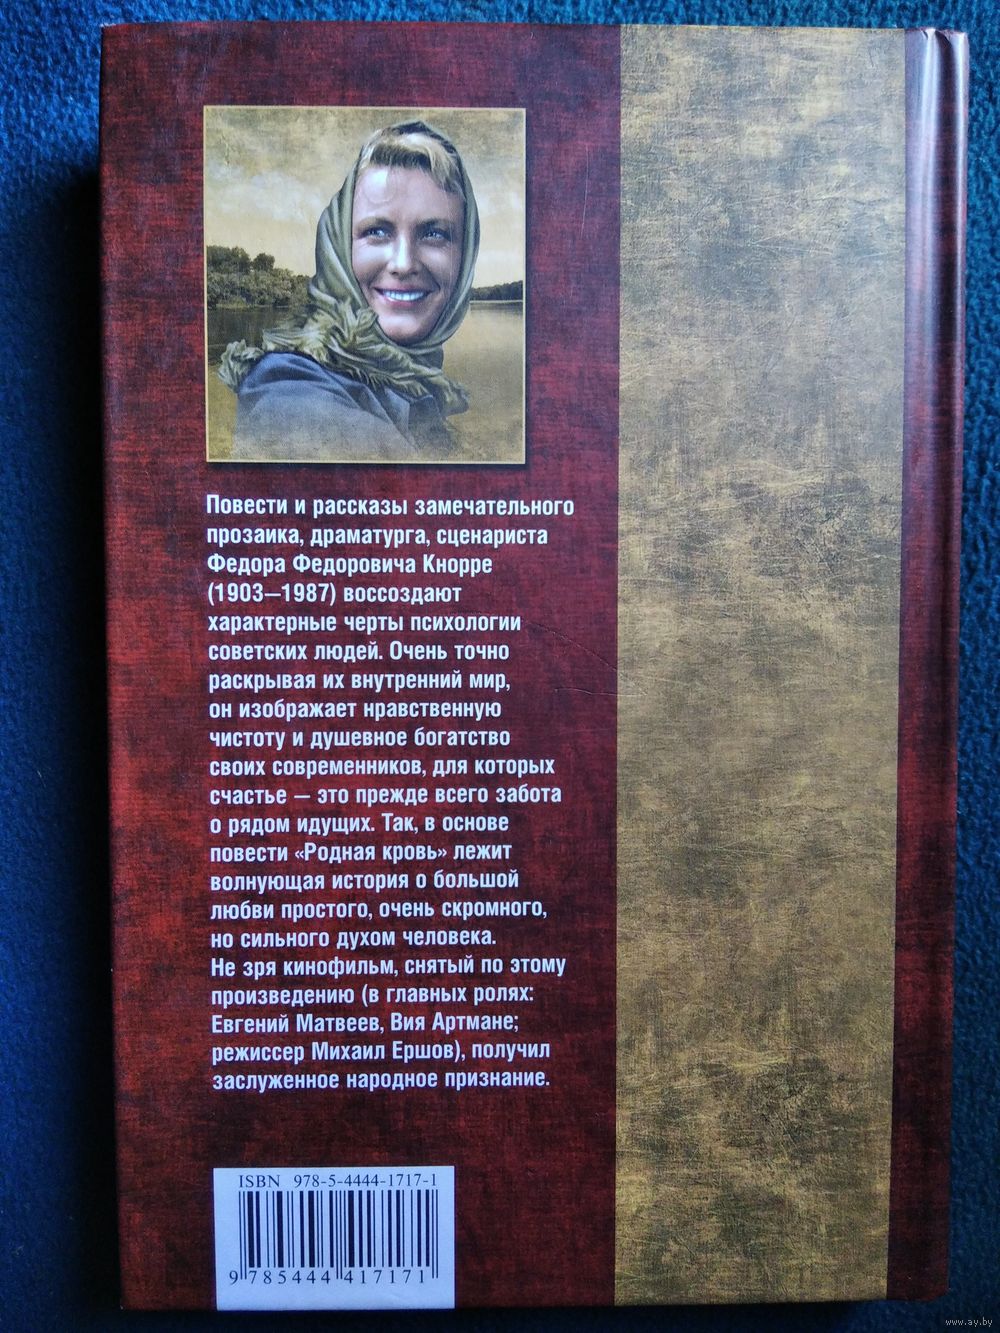 Повести и рассказы замечательного
прозаика, драматурга, сценариста
Федора Федоровича Кнорре
(1903—1987) воссоздают
характерные черты психологии
советских людей. Очень точно
раскрывая их внутренний мир,
он изображает нравственную
чистоту и душевное богатство
своих современников, для которых
счастье — это прежде всего забота
о рядом идущих. Так, в основе
повести «Родная кровь» лежит
волнующая история о большой
любви простого, очень скромного,
но сильного духом человека.
Не зря кинофильм, снятый по этому
произведению (в главных ролях:
Евгений Матвеев, Вия Артмане;
режиссер Михаил Ершов), получил
заслуженное народное признание.
ISBN 978-5-4444-1717-1
9 785444 417171
www.ay.by